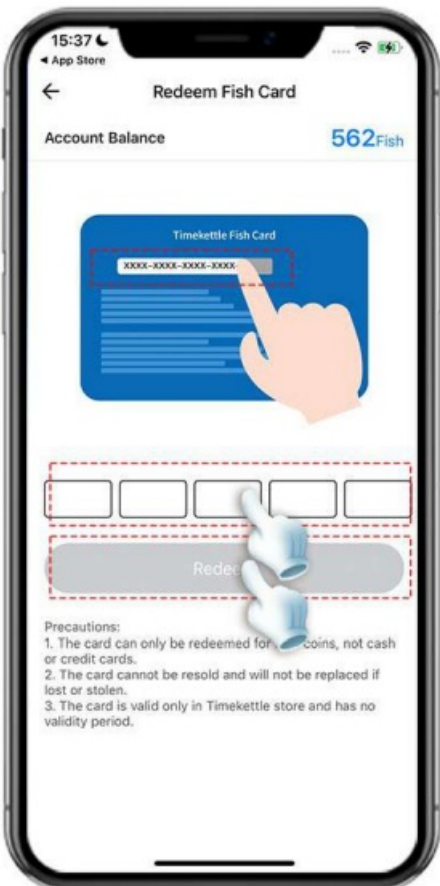 15:37
App Store
Redeem Fish Card
Account Balance
562Fish
Timekettle Fish Card
XXXX-XXXX-XXXX-XXXX-
Precautions:
1. The card can only be redeemed for coins, not cash
or credit cards.
2. The card cannot be resold and will not be replaced if
lost or stolen.
3. The card is valid only in Timekettle store and has no
validity period.